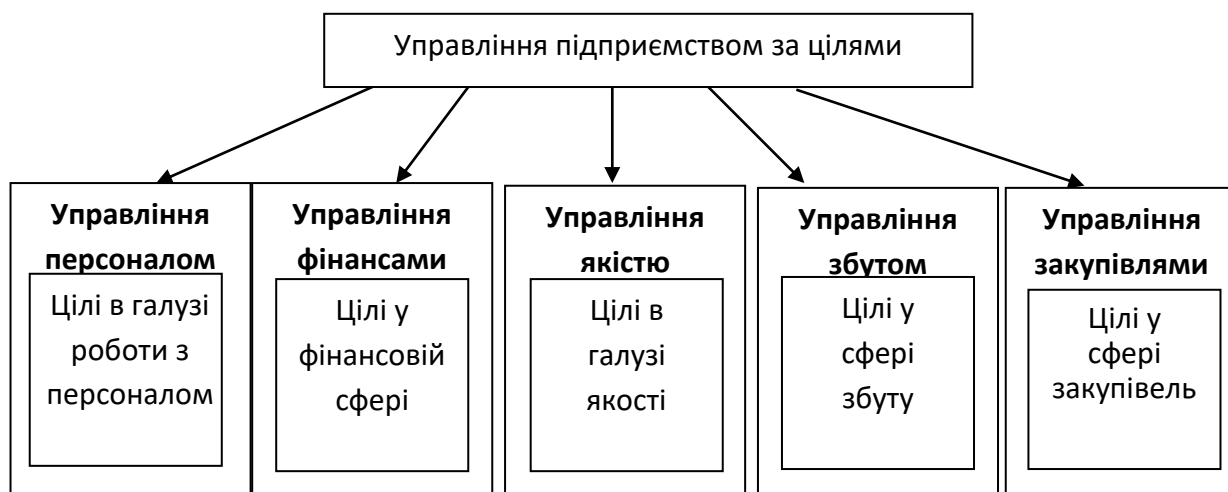 Управління підприємством за цілями
Управління
персоналом
Цілі в галузі
роботи з
персоналом
Управління
фінансами
Цілі у
фінансовій
сфері
Управління
якістю
Цілі в
галузі
якості
Управління
збутом
Цілі у
сфері
збуту
Управління
закупівлями
Цілі у
сфері
закупівель